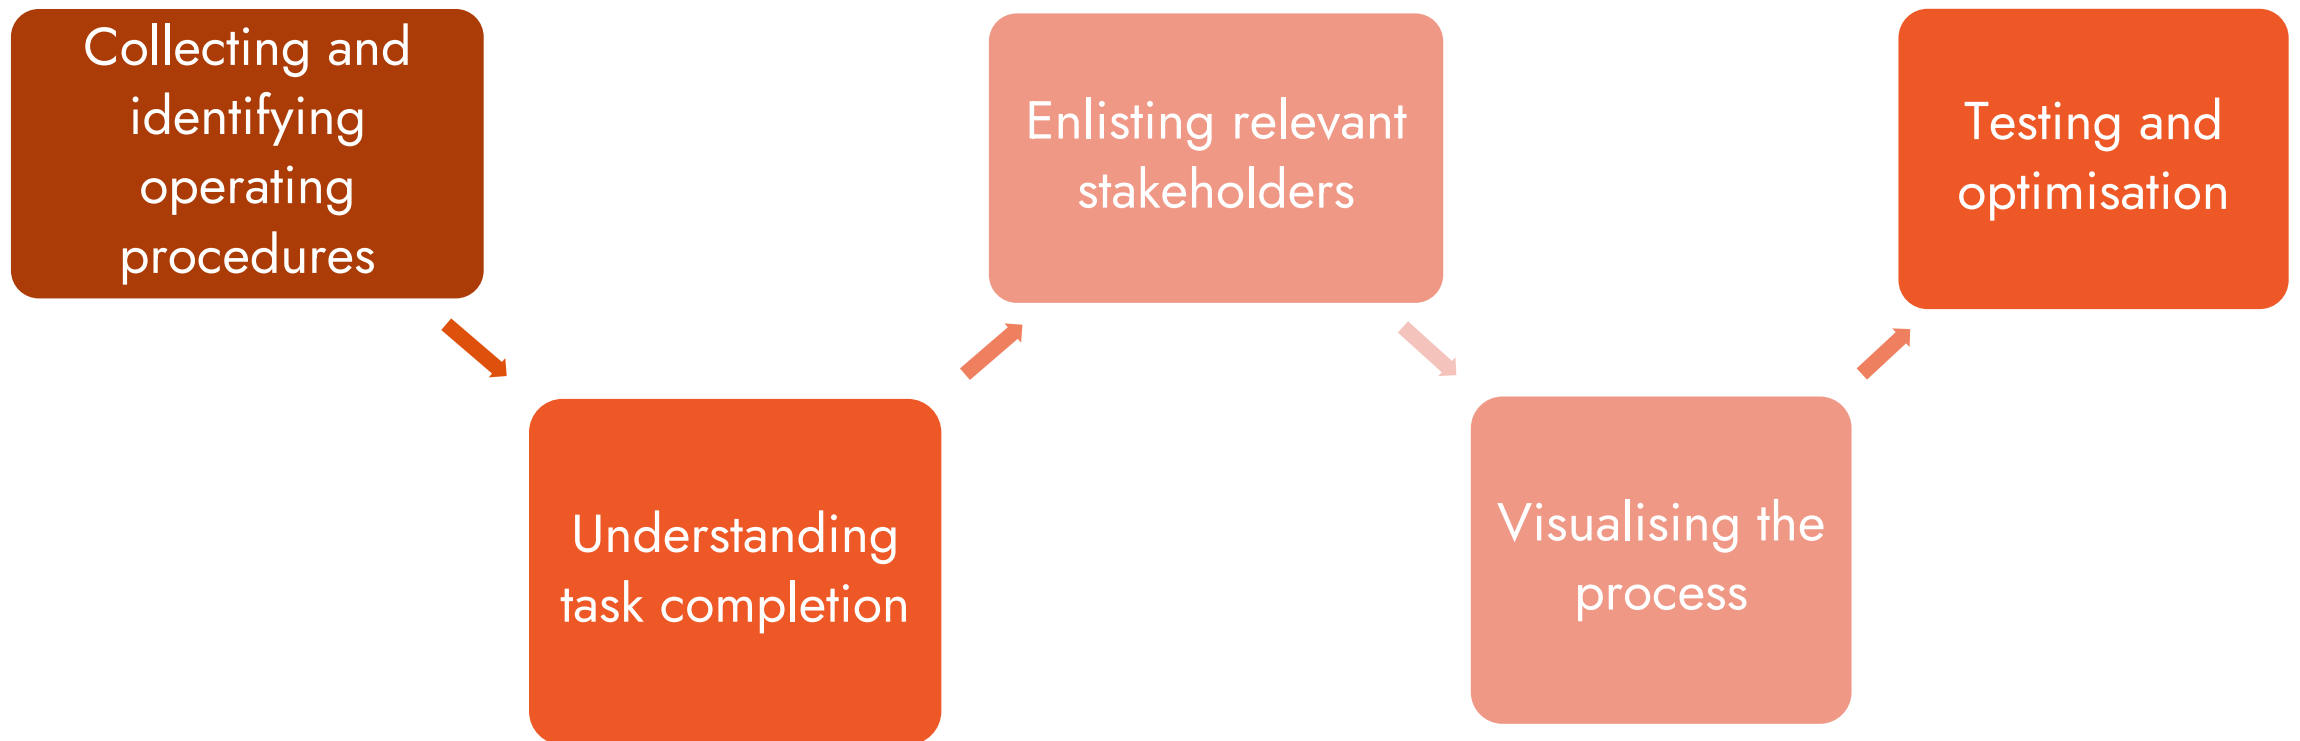 Collecting and
identifying
operating
procedures
Understanding
task completion
Enlisting relevant
stakeholders
Visualising the
process
Testing and
optimisation